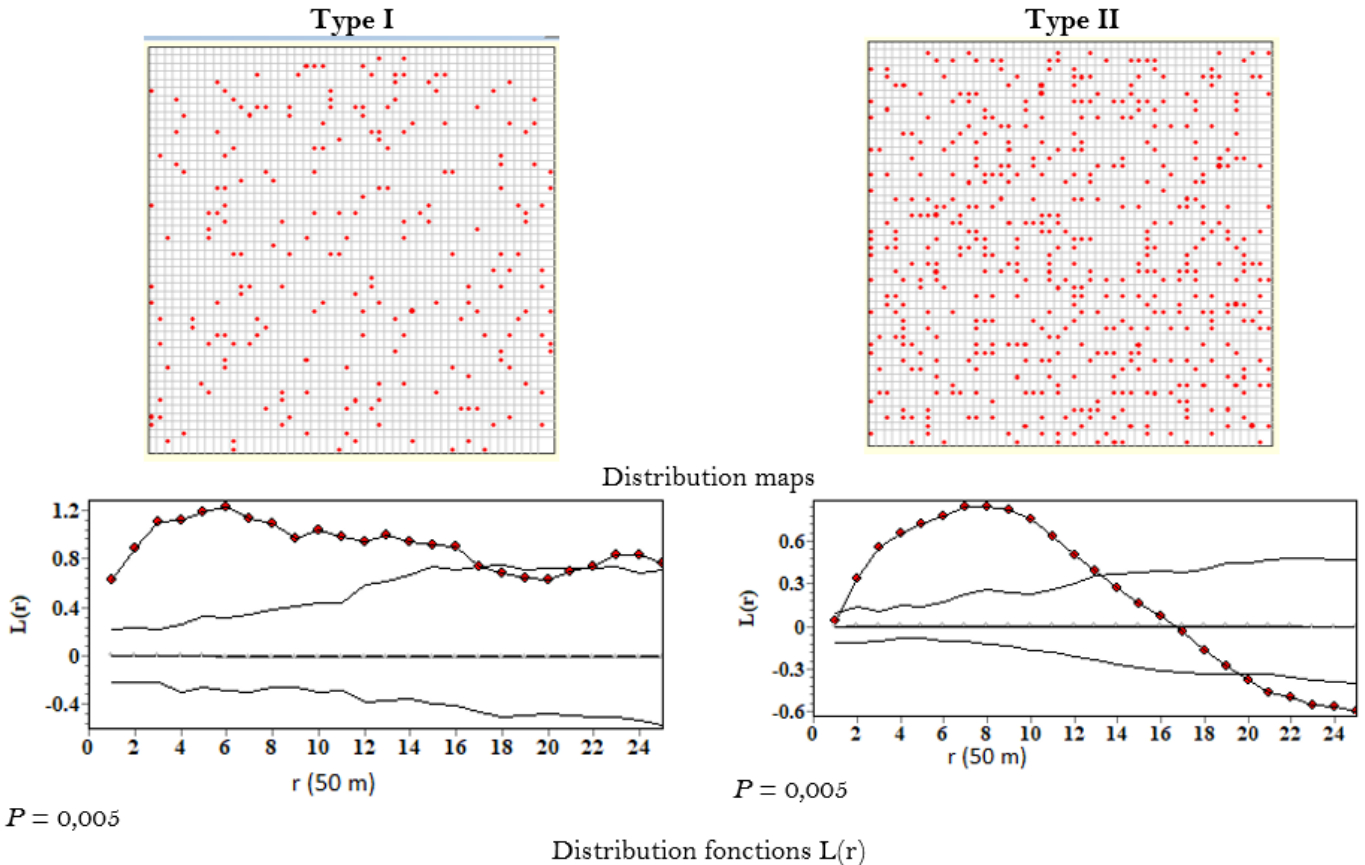 Type I
Type II
Distribution maps
L(r)
1.2
0.8
0.4
0
-0.4
0 2 4 6 8 10 12 14 16 18 20 22 24
r (50 m)
P = 0,005
L(r)
0.6
0.3
0
-0.3
-0.6
0 2 4 6 8 10 12 14 16 18 20 22 24
r (50 m)
P = 0,005
Distribution fonctions L(r)